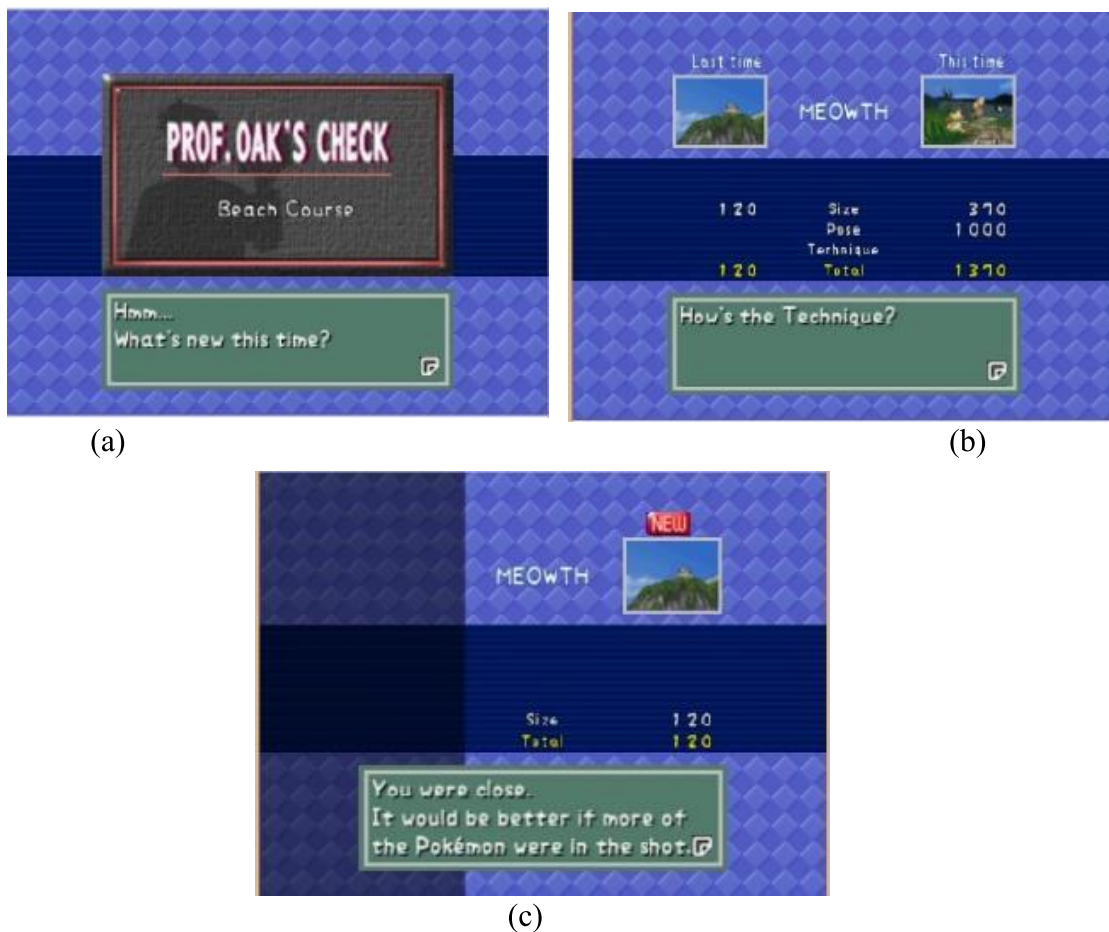 PROF. OAK'S CHECK
Beach Course
Hmm...
What's new this time?
(a)
Last time This time
MEOWTH
120 Size 370
Pose 1000
Technique
120 Total 1370
How's the Technique?
(b)
NEW
MEOWTH
Size 120
Total 120
You were close.
It would be better if more of
the Pokémon were in the shot.
(c)